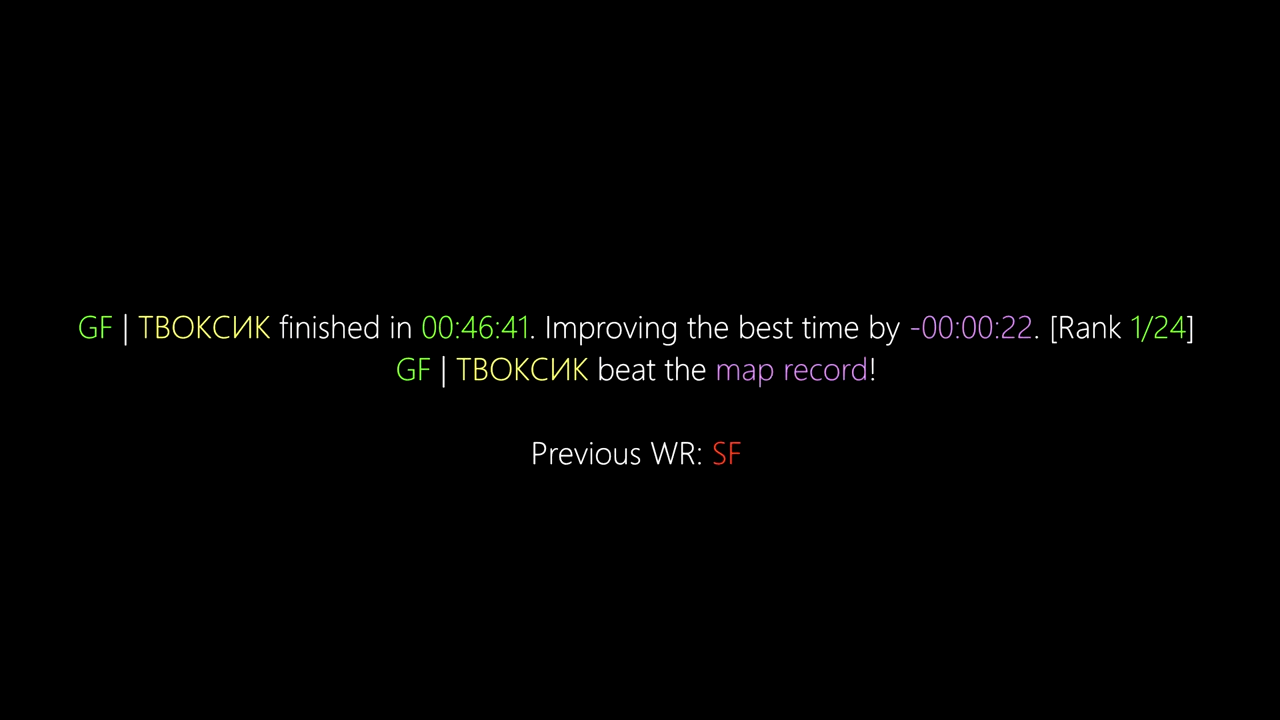 GF | ТВОКСИК finished in 00:46:41. Improving the best time by -00:00:22. [Rank 1/24]
GF | ТВОКСИК beat the map record!
Previous WR: SF